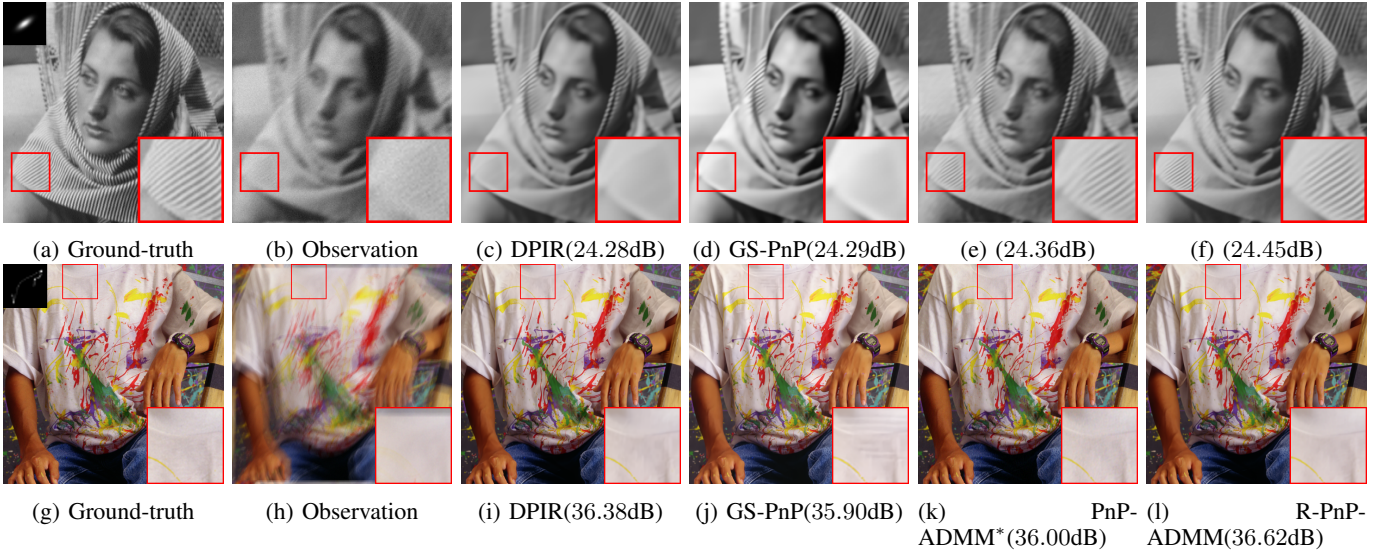 (a) Ground-truth
(b) Observation
(c) DPIR(24.28dB)
(d) GS-PnP(24.29dB)
(e) (24.36dB)
(f) (24.45dB)
(g) Ground-truth
(h) Observation
(i) DPIR(36.38dB)
(j) GS-PnP(35.90dB)
(k) PnP-
ADMM*(36.00dB)
(l) R-PnP-
ADMM(36.62dB)